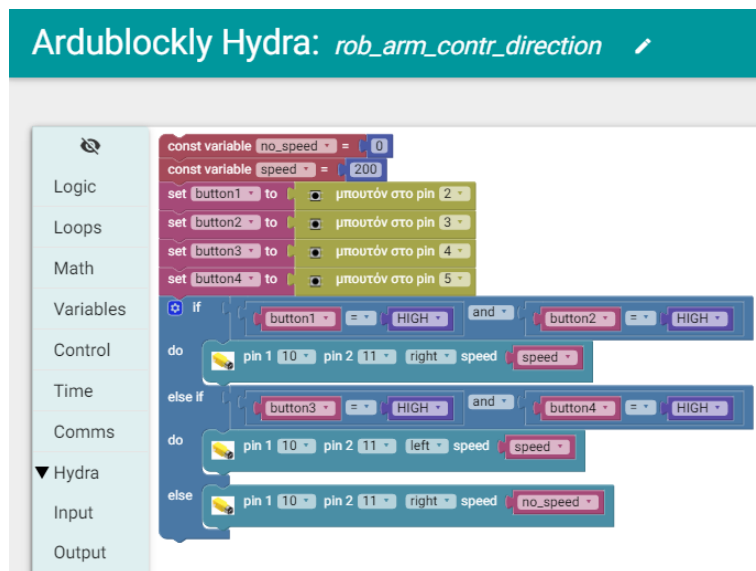 Ardublockly Hydra: rob_arm_contr_direction
Logic
Loops
Math
Variables
Control
Time
Comms
Hydra
Input
Output
const variable no_speed = 0
const variable speed = 200
set button1 to μπουτόν στο pin 2
set button2 to μπουτόν στο pin 3
set button3 to μπουτόν στο pin 4
set button4 to μπουτόν στο pin 5
if button1 = HIGH and button2 = HIGH
do pin 1 10 pin 2 11 right speed speed
else if button3 = HIGH and button4 = HIGH
do pin 1 10 pin 2 11 left speed speed
else pin 1 10 pin 2 11 right speed no_speed